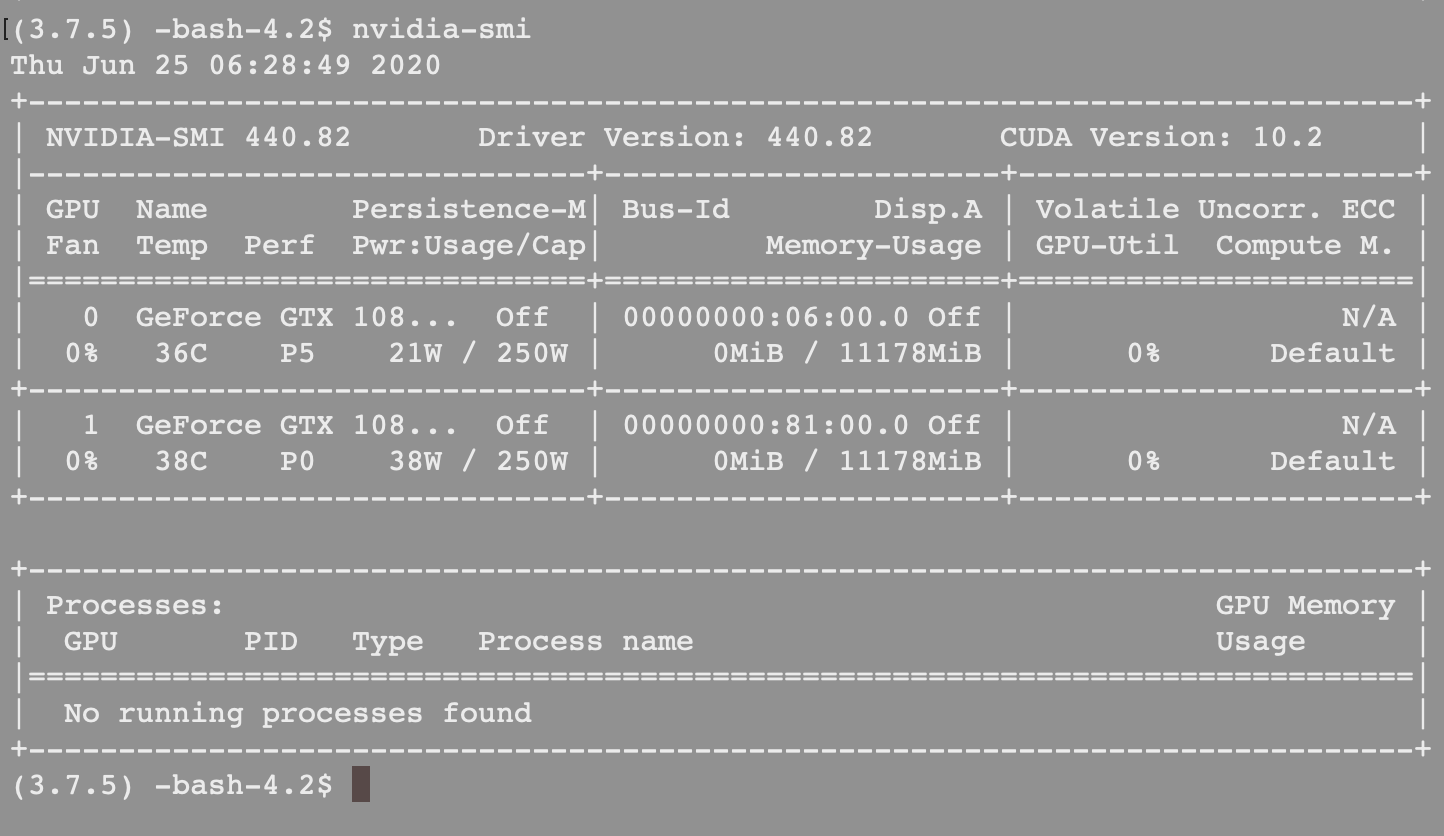 [(3.7.5) -bash-4.2$ nvidia-smi
Thu Jun 25 06:28:49 2020
+-----------------------------------------------------------------------------+
| NVIDIA-SMI 440.82       Driver Version: 440.82       CUDA Version: 10.2     |
|-------------------------------+----------------------+----------------------+
| GPU  Name        Persistence-M| Bus-Id        Disp.A | Volatile Uncorr. ECC |
| Fan  Temp  Perf  Pwr:Usage/Cap|         Memory-Usage | GPU-Util  Compute M. |
|===============================+======================+======================|
|   0  GeForce GTX 108...  Off  | 00000000:06:00.0 Off |                  N/A |
|  0%   36C    P5    21W / 250W |      0MiB / 11178MiB |      0%      Default |
+-------------------------------+----------------------+----------------------+
|   1  GeForce GTX 108...  Off  | 00000000:81:00.0 Off |                  N/A |
|  0%   38C    P0    38W / 250W |      0MiB / 11178MiB |      0%      Default |
+-------------------------------+----------------------+----------------------+

+-----------------------------------------------------------------------------+
| Processes:                                                       GPU Memory |
|  GPU       PID   Type   Process name                             Usage      |
|=============================================================================|
|  No running processes found                                                 |
+-----------------------------------------------------------------------------+
(3.7.5) -bash-4.2$